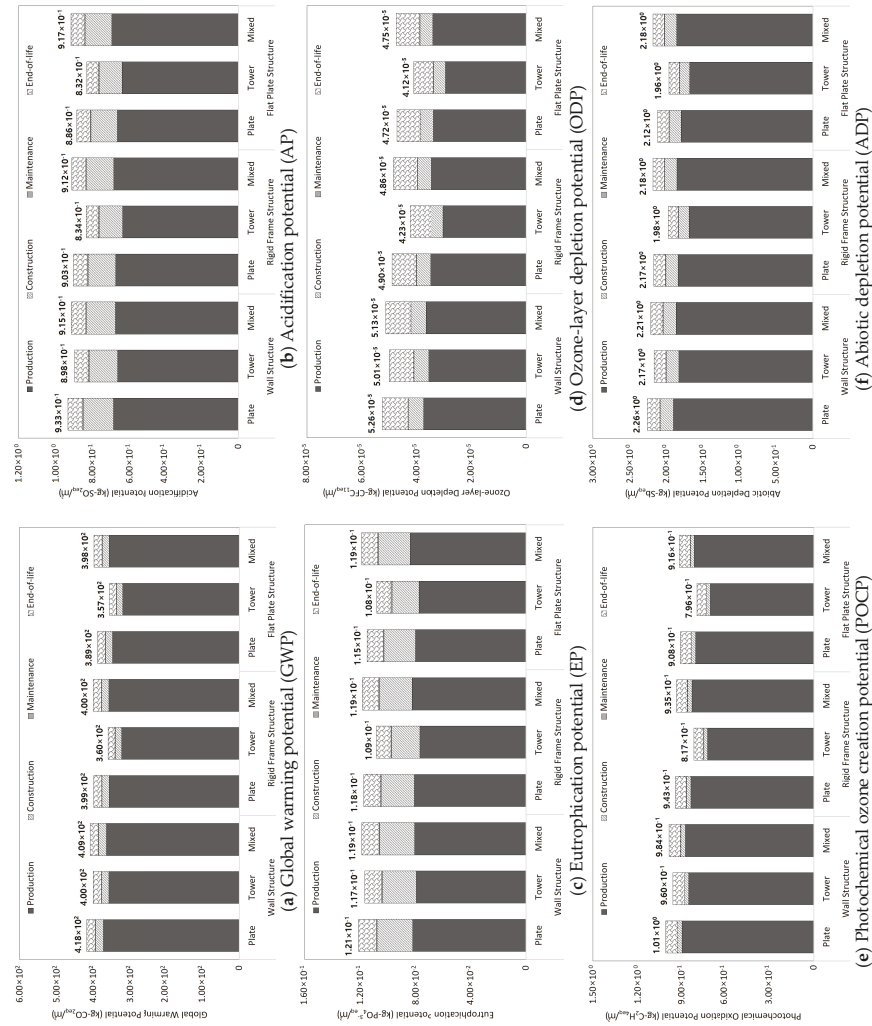 ■ Production ▧ Construction ▥ Maintenance ▨ End-of-life
Global Warming Potential (kg-CO₂eq/m²)
6.00×10²
5.00×10²
4.00×10²
3.00×10²
2.00×10²
1.00×10²
0
4.18×10² 4.00×10² 4.09×10² 3.99×10² 3.60×10² 4.00×10² 3.89×10² 3.57×10² 3.98×10²
Plate Tower Mixed Plate Tower Mixed Plate Tower Mixed
Wall Structure Rigid Frame Structure Flat Plate Structure
(a) Global warming potential (GWP)
■ Production ▧ Construction ▥ Maintenance ▨ End-of-life
Acidification Potential (kg-SO₂eq/m²)
1.20×10⁰
1.00×10⁰
8.00×10⁻¹
6.00×10⁻¹
4.00×10⁻¹
2.00×10⁻¹
0
9.33×10⁻¹ 8.98×10⁻¹ 9.15×10⁻¹ 9.03×10⁻¹ 8.34×10⁻¹ 9.12×10⁻¹ 8.86×10⁻¹ 8.32×10⁻¹ 9.17×10⁻¹
Plate Tower Mixed Plate Tower Mixed Plate Tower Mixed
Wall Structure Rigid Frame Structure Flat Plate Structure
(b) Acidification potential (AP)
■ Production ▧ Construction ▥ Maintenance ▨ End-of-life
Eutrophication Potential (kg-PO₄³⁻eq/m²)
1.60×10⁻¹
1.20×10⁻¹
8.00×10⁻²
4.00×10⁻²
0
1.21×10⁻¹ 1.17×10⁻¹ 1.19×10⁻¹ 1.18×10⁻¹ 1.09×10⁻¹ 1.19×10⁻¹ 1.15×10⁻¹ 1.08×10⁻¹ 1.19×10⁻¹
Plate Tower Mixed Plate Tower Mixed Plate Tower Mixed
Wall Structure Rigid Frame Structure Flat Plate Structure
(c) Eutrophication potential (EP)
■ Production ▧ Construction ▥ Maintenance ▨ End-of-life
Ozone-layer Depletion Potential (kg-CFC₁₁eq/m²)
8.00×10⁻⁵
6.00×10⁻⁵
4.00×10⁻⁵
2.00×10⁻⁵
0
5.26×10⁻⁵ 5.01×10⁻⁵ 5.13×10⁻⁵ 4.90×10⁻⁵ 4.23×10⁻⁵ 4.86×10⁻⁵ 4.72×10⁻⁵ 4.12×10⁻⁵ 4.75×10⁻⁵
Plate Tower Mixed Plate Tower Mixed Plate Tower Mixed
Wall Structure Rigid Frame Structure Flat Plate Structure
(d) Ozone-layer depletion potential (ODP)
■ Production ▧ Construction ▥ Maintenance ▨ End-of-life
Photochemical Oxidation Potential (kg-C₂H₄eq/m²)
1.50×10⁰
1.20×10⁰
9.00×10⁻¹
6.00×10⁻¹
3.00×10⁻¹
0
1.01×10⁰ 9.60×10⁻¹ 9.84×10⁻¹ 9.43×10⁻¹ 8.17×10⁻¹ 9.35×10⁻¹ 9.08×10⁻¹ 7.96×10⁻¹ 9.16×10⁻¹
Plate Tower Mixed Plate Tower Mixed Plate Tower Mixed
Wall Structure Rigid Frame Structure Flat Plate Structure
(e) Photochemical ozone creation potential (POCP)
■ Production ▧ Construction ▥ Maintenance ▨ End-of-life
Abiotic Depletion Potential (kg-Sbeq/m²)
3.00×10⁰
2.50×10⁰
2.00×10⁰
1.50×10⁰
1.00×10⁰
5.00×10⁻¹
0
2.26×10⁰ 2.17×10⁰ 2.21×10⁰ 2.17×10⁰ 1.98×10⁰ 2.18×10⁰ 2.12×10⁰ 1.96×10⁰ 2.18×10⁰
Plate Tower Mixed Plate Tower Mixed Plate Tower Mixed
Wall Structure Rigid Frame Structure Flat Plate Structure
(f) Abiotic depletion potential (ADP)